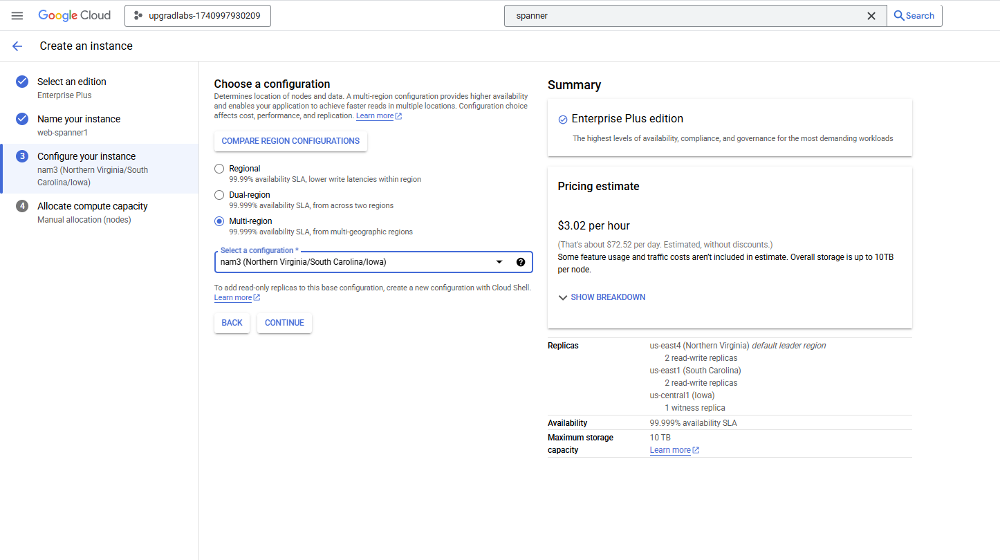 Google Cloud
upgradlabs-1740997930209
spanner
Search
Create an instance
Select an edition
Enterprise Plus
Name your instance
web-spanner1
3
Configure your instance
nam3 (Northern Virginia/South
Carolina/Iowa)
4
Allocate compute capacity
Manual allocation (nodes)
Choose a configuration
Determines location of nodes and data. A multi-region configuration provides higher availability
and enables your application to achieve faster reads in multiple locations. Configuration choice
affects cost, performance, and replication. Learn more
COMPARE REGION CONFIGURATIONS
Regional
99.99% availability SLA, lower write latencies within region
Dual-region
99.999% availability SLA, from across two regions
Multi-region
99.999% availability SLA, from multi-geographic regions
Select a configuration *
nam3 (Northern Virginia/South Carolina/Iowa)
?
To add read-only replicas to this base configuration, create a new configuration with Cloud Shell.
Learn more
BACK
CONTINUE
Summary
Enterprise Plus edition
The highest levels of availability, compliance, and governance for the most demanding workloads
Pricing estimate
$3.02 per hour
(That's about $72.52 per day. Estimated, without discounts.)
Some feature usage and traffic costs aren't included in estimate. Overall storage is up to 10TB
per node.
SHOW BREAKDOWN
Replicas
us-east4 (Northern Virginia) default leader region
2 read-write replicas
us-east1 (South Carolina)
2 read-write replicas
us-central1 (Iowa)
1 witness replica
Availability
99.999% availability SLA
Maximum storage
capacity
10 TB
Learn more